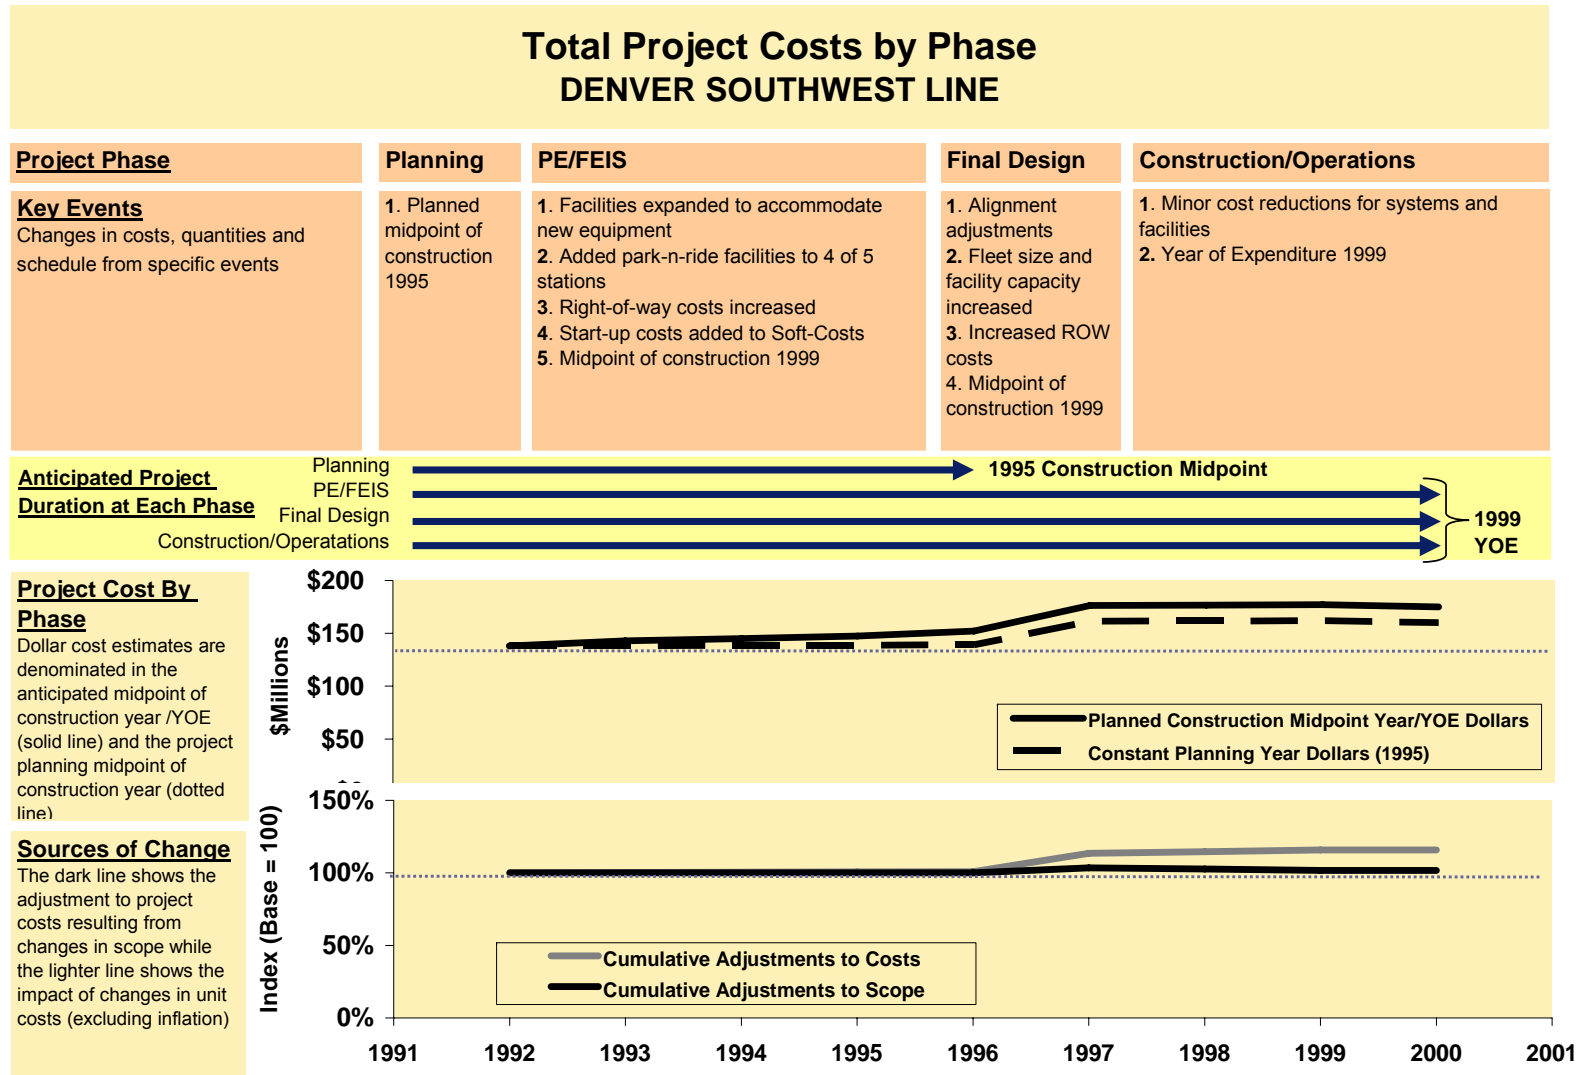 Total Project Costs by Phase
DENVER SOUTHWEST LINE
Project Phase
Planning
PE/FEIS
Final Design
Construction/Operations
Key Events
Changes in costs, quantities and
schedule from specific events
1. Planned
midpoint of
construction
1995
1. Facilities expanded to accommodate
new equipment
2. Added park-n-ride facilities to 4 of 5
stations
3. Right-of-way costs increased
4. Start-up costs added to Soft-Costs
5. Midpoint of construction 1999
1. Alignment
adjustments
2. Fleet size and
facility capacity
increased
3. Increased ROW
costs
4. Midpoint of
construction 1999
1. Minor cost reductions for systems and
facilities
2. Year of Expenditure 1999
Anticipated Project
Duration at Each Phase
Planning
PE/FEIS
Final Design
Construction/Operatations
1995 Construction Midpoint
1999
YOE
Project Cost By
Phase
Dollar cost estimates are
denominated in the
anticipated midpoint of
construction year /YOE
(solid line) and the project
planning midpoint of
construction year (dotted
line)
$Millions
$200
$150
$100
$50
Planned Construction Midpoint Year/YOE Dollars
Constant Planning Year Dollars (1995)
Sources of Change
The dark line shows the
adjustment to project
costs resulting from
changes in scope while
the lighter line shows the
impact of changes in unit
costs (excluding inflation)
Index (Base = 100)
150%
100%
50%
0%
Cumulative Adjustments to Costs
Cumulative Adjustments to Scope
1991 1992 1993 1994 1995 1996 1997 1998 1999 2000 2001